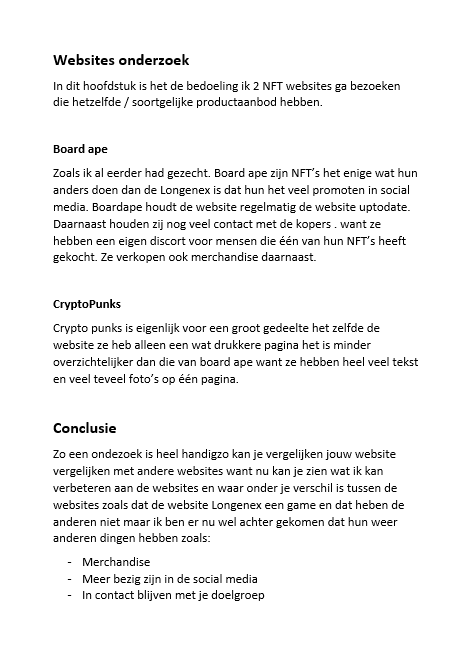 Websites onderzoek
In dit hoofdstuk is het de bedoeling ik 2 NFT websites ga bezoeken
die hetzelfde / soortgelijke productaanbod hebben.
Board ape
Zoals ik al eerder had gezecht. Board ape zijn NFT’s het enige wat hun
anders doen dan de Longenex is dat hun het veel promoten in social
media. Boardape houdt de website regelmatig de website uptodate.
Daarnaast houden zij nog veel contact met de kopers . want ze
hebben een eigen discort voor mensen die één van hun NFT’s heeft
gekocht. Ze verkopen ook merchandise daarnaast.
CryptoPunks
Crypto punks is eigenlijk voor een groot gedeelte het zelfde de
website ze heb alleen een wat drukkere pagina het is minder
overzichtelijker dan die van board ape want ze hebben heel veel tekst
en veel teveel foto’s op één pagina.
Conclusie
Zo een ondezoek is heel handigzo kan je vergelijken jouw website
vergelijken met andere websites want nu kan je zien wat ik kan
verbeteren aan de websites en waar onder je verschil is tussen de
websites zoals dat de website Longenex een game en dat heben de
anderen niet maar ik ben er nu wel achter gekomen dat hun weer
anderen dingen hebben zoals:
- Merchandise
- Meer bezig zijn in de social media
- In contact blijven met je doelgroep